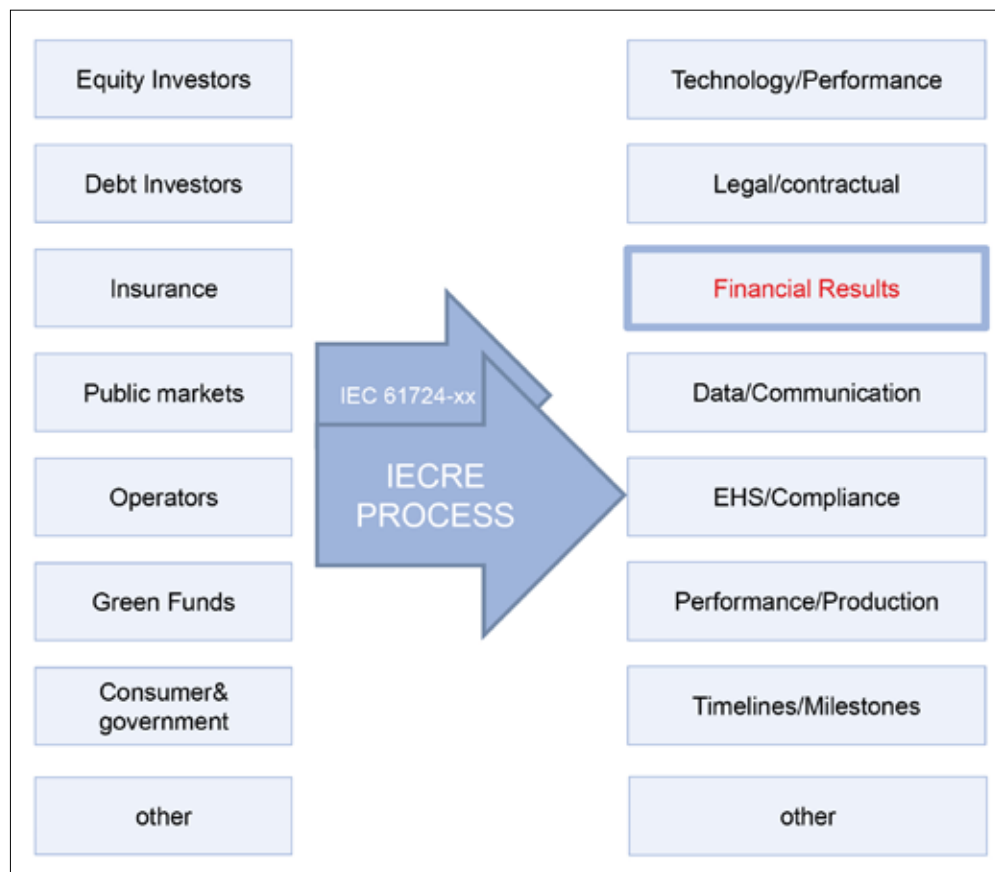 Equity Investors
Debt Investors
Insurance
Public markets
Operators
Green Funds
Consumer&
government
other
IEC 61724-xx
IECRE
PROCESS
Technology/Performance
Legal/contractual
Financial Results
Data/Communication
EHS/Compliance
Performance/Production
Timelines/Milestones
other